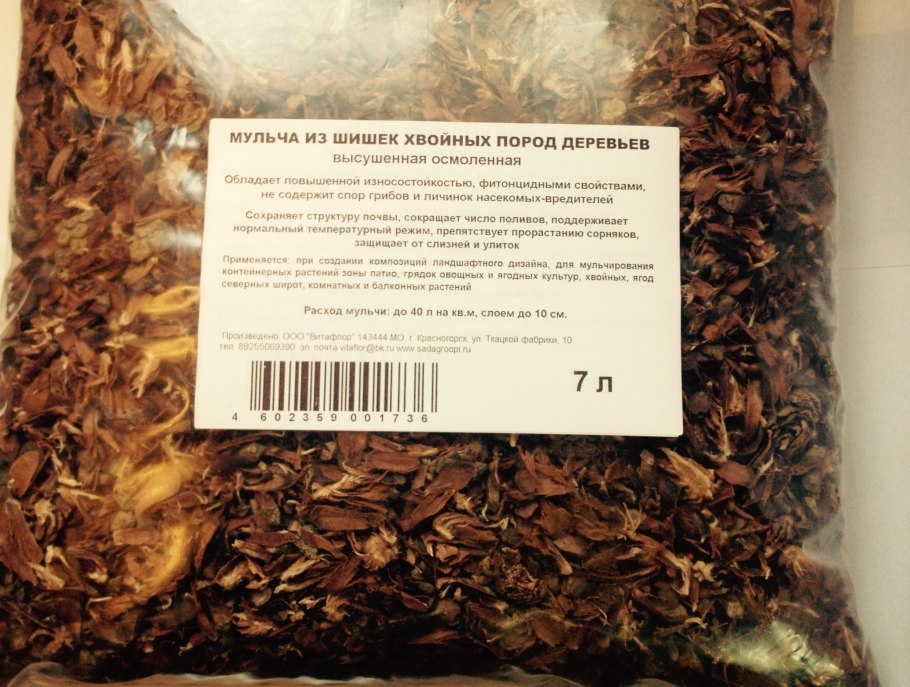 МУЛЬЧА ИЗ ШИШЕК ХВОЙНЫХ ПОРОД ДЕРЕВЬЕВ
высушенная осмоленная
Обладает повышенной износостойкостью, фитонцидными свойствами,
не содержит спор грибов и личинок насекомых-вредителей
Сохраняет структуру почвы, сокращает число поливов, поддерживает
нормальный температурный режим, препятствует прорастанию сорняков,
защищает от слизней и улиток
Применяется: при создании композиций ландшафтного дизайна, для мульчирования
контейнерных растений зоны патио, грядок овощных и ягодных культур, хвойных, ягод
северных широт, комнатных и балконных растений
Расход мульчи: до 40 л на кв.м, слоем до 10 см.
Произведено: ООО "Витафлор" 143444 МО, г. Красногорск, ул. Ткацкой фабрики, 10
тел. 89255069390 эл. почта vitaflor@bk.ru www.sadagroopt.ru
7 л
4 602359 001736